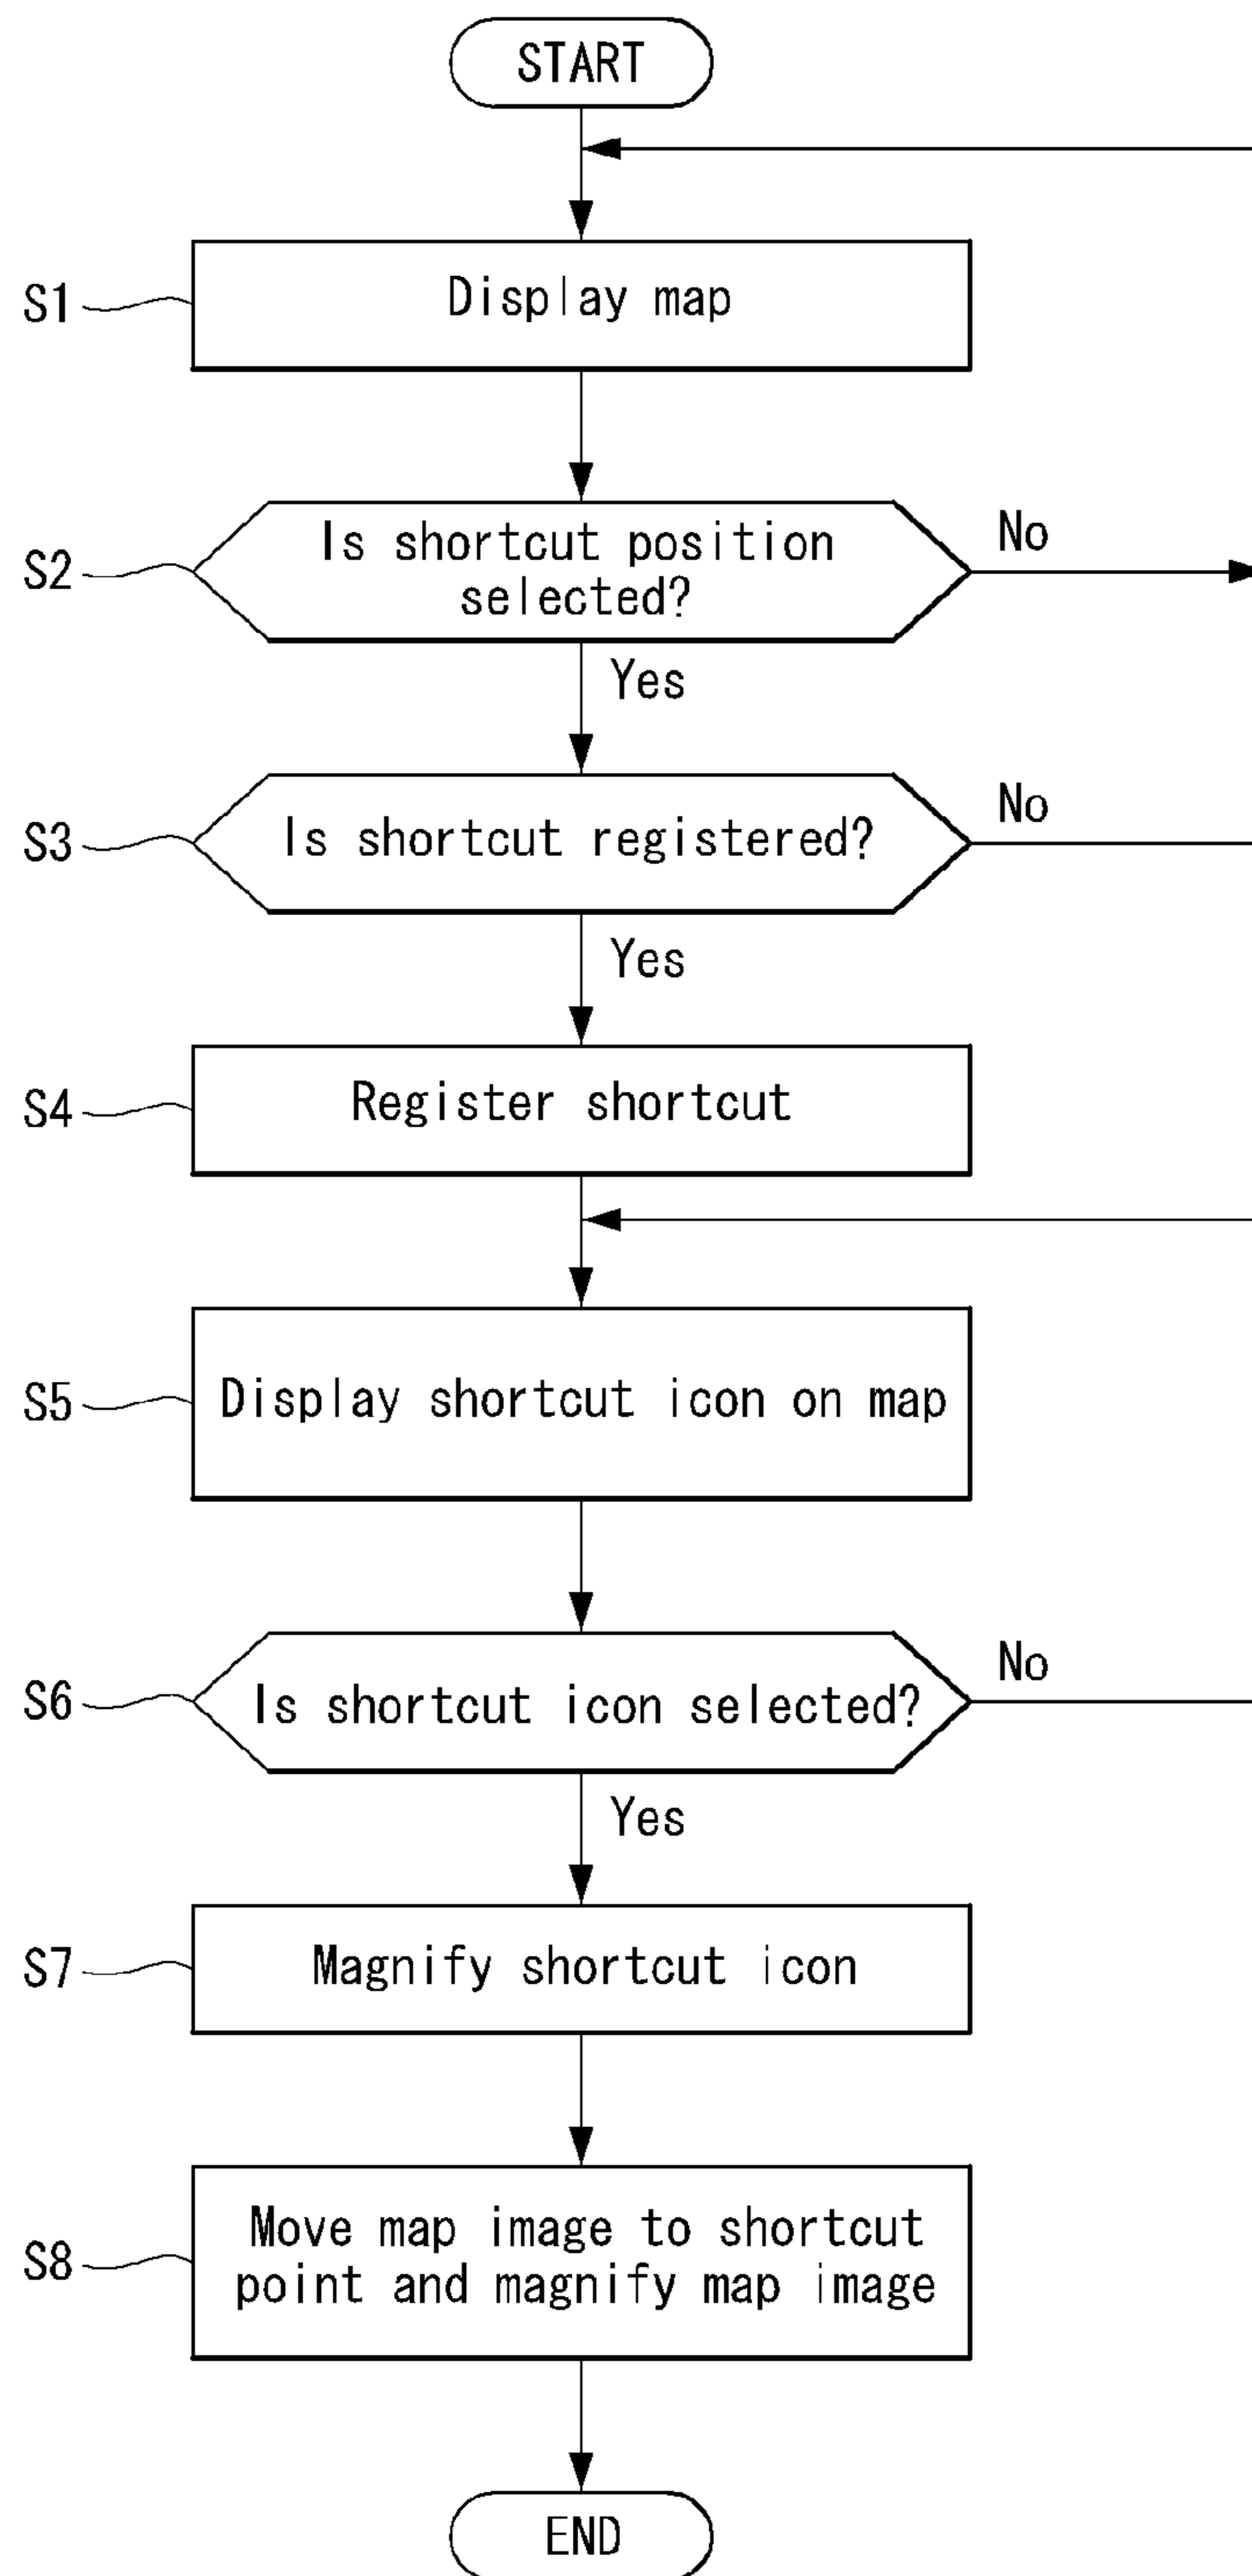 START
S1
Display map
S2
Is shortcut position
selected?
No
Yes
S3
Is shortcut registered?
No
Yes
S4
Register shortcut
S5
Display shortcut icon on map
S6
Is shortcut icon selected?
No
Yes
S7
Magnify shortcut icon
S8
Move map image to shortcut
point and magnify map image
END